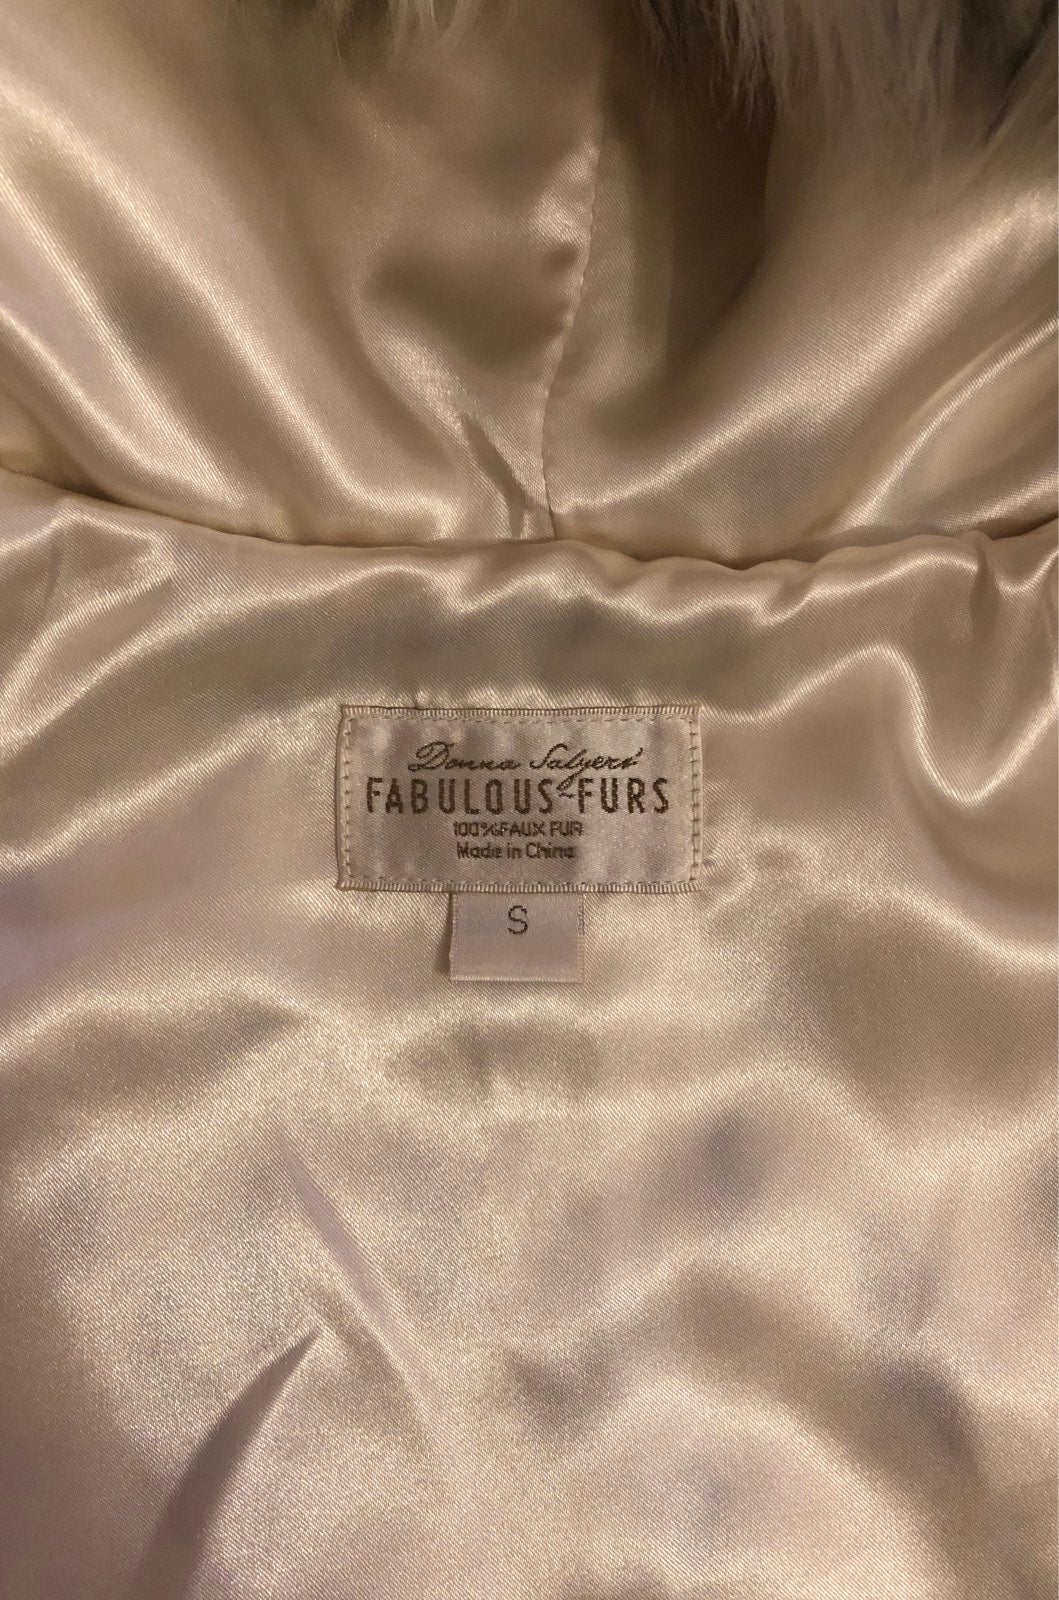 Donna Salyers'
FABULOUS~FURS
100%FAUX FUR
Made in China
S